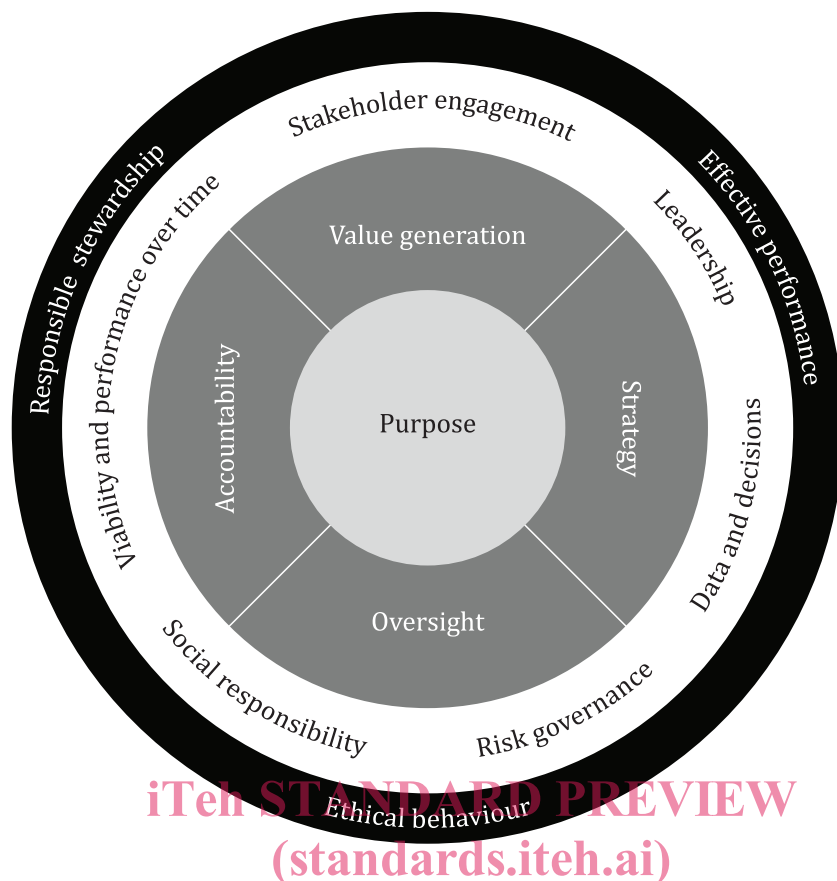 Stakeholder engagement
Responsible stewardship
Effective performance
Viability and performance over time
Leadership
Value generation
Accountability
Purpose
Strategy
Data and decisions
Oversight
Social responsibility
Risk governance
iTeh STANDARD PREVIEW
Ethical behaviour
(standards.iteh.ai)